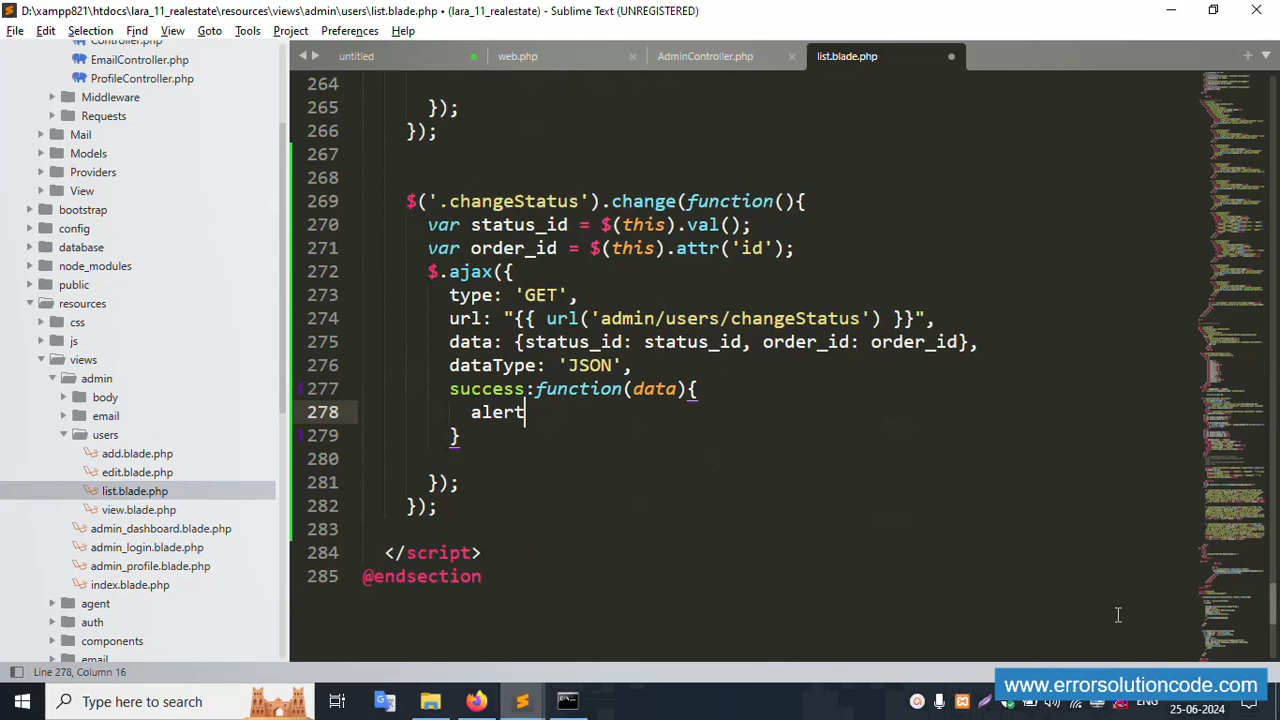 D:\xampp821\htdocs\lara_11_realestate\resources\views\admin\users\list.blade.php • (lara_11_realestate) - Sublime Text (UNREGISTERED)
File Edit Selection Find View Goto Tools Project Preferences Help
Controller.php
EmailController.php
ProfileController.php
Middleware
Requests
Mail
Models
Providers
View
bootstrap
config
database
node_modules
public
resources
css
js
views
admin
body
email
users
add.blade.php
edit.blade.php
list.blade.php
view.blade.php
admin_dashboard.blade.php
admin_login.blade.php
admin_profile.blade.php
index.blade.php
agent
auth
components
email
untitled web.php AdminController.php list.blade.php
264
265 });
266 });
267
268
269 $('.changeStatus').change(function(){
270 var status_id = $(this).val();
271 var order_id = $(this).attr('id');
272 $.ajax({
273 type: 'GET',
274 url: "{{ url('admin/users/changeStatus') }}",
275 data: {status_id: status_id, order_id: order_id},
276 dataType: 'JSON',
277 success:function(data){
278 alert
279 }
280
281 });
282 });
283
284 </script>
285 @endsection
Line 278, Column 16
www.errorsolutioncode.com
Type here to search
ENG
25-06-2024